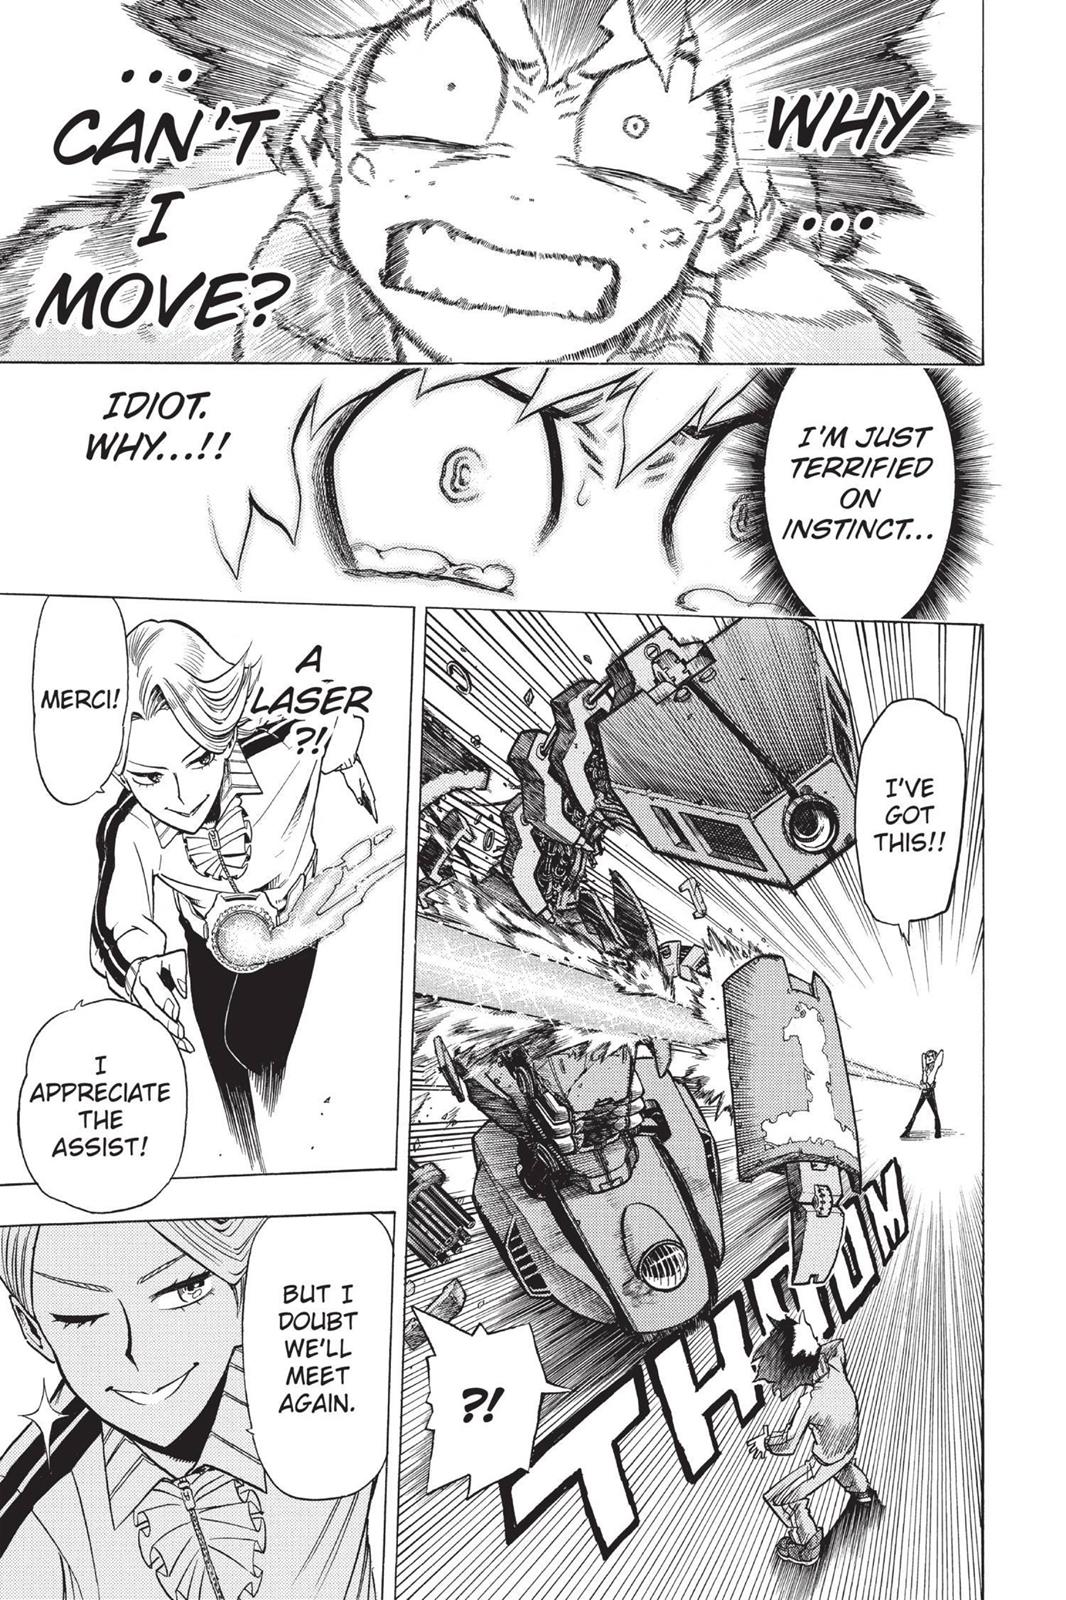 WHY
...
...
CAN'T
I
MOVE?
I'M JUST
TERRIFIED
ON
INSTINCT...
IDIOT.
WHY...!!
I'VE
GOT
THIS!!
THOOM
?!
A
LASER
?!
MERCI!
I
APPRECIATE
THE
ASSIST!
BUT I
DOUBT
WE'LL
MEET
AGAIN.